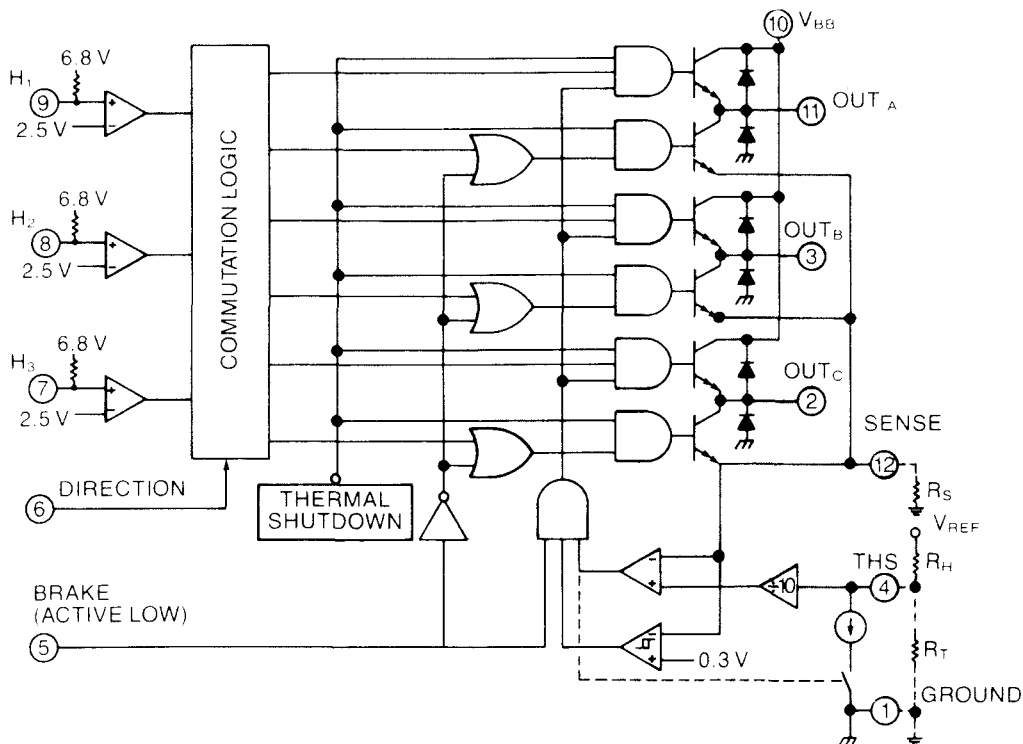 10 V_BB
H₁ 6.8 V
9
2.5 V
11 OUT_A
H₂ 6.8 V
8
2.5 V
OUT_B
3
H₃ 6.8 V
7
2.5 V
OUT_C
2
COMMUTATION LOGIC
SENSE
12
R_S
6 DIRECTION
THERMAL
SHUTDOWN
V_REF
THS
4
R_H
÷10
BRAKE
(ACTIVE LOW)
5
0.3 V
R_T
GROUND
1
+
−
+
−
+
−
−
+
−
+